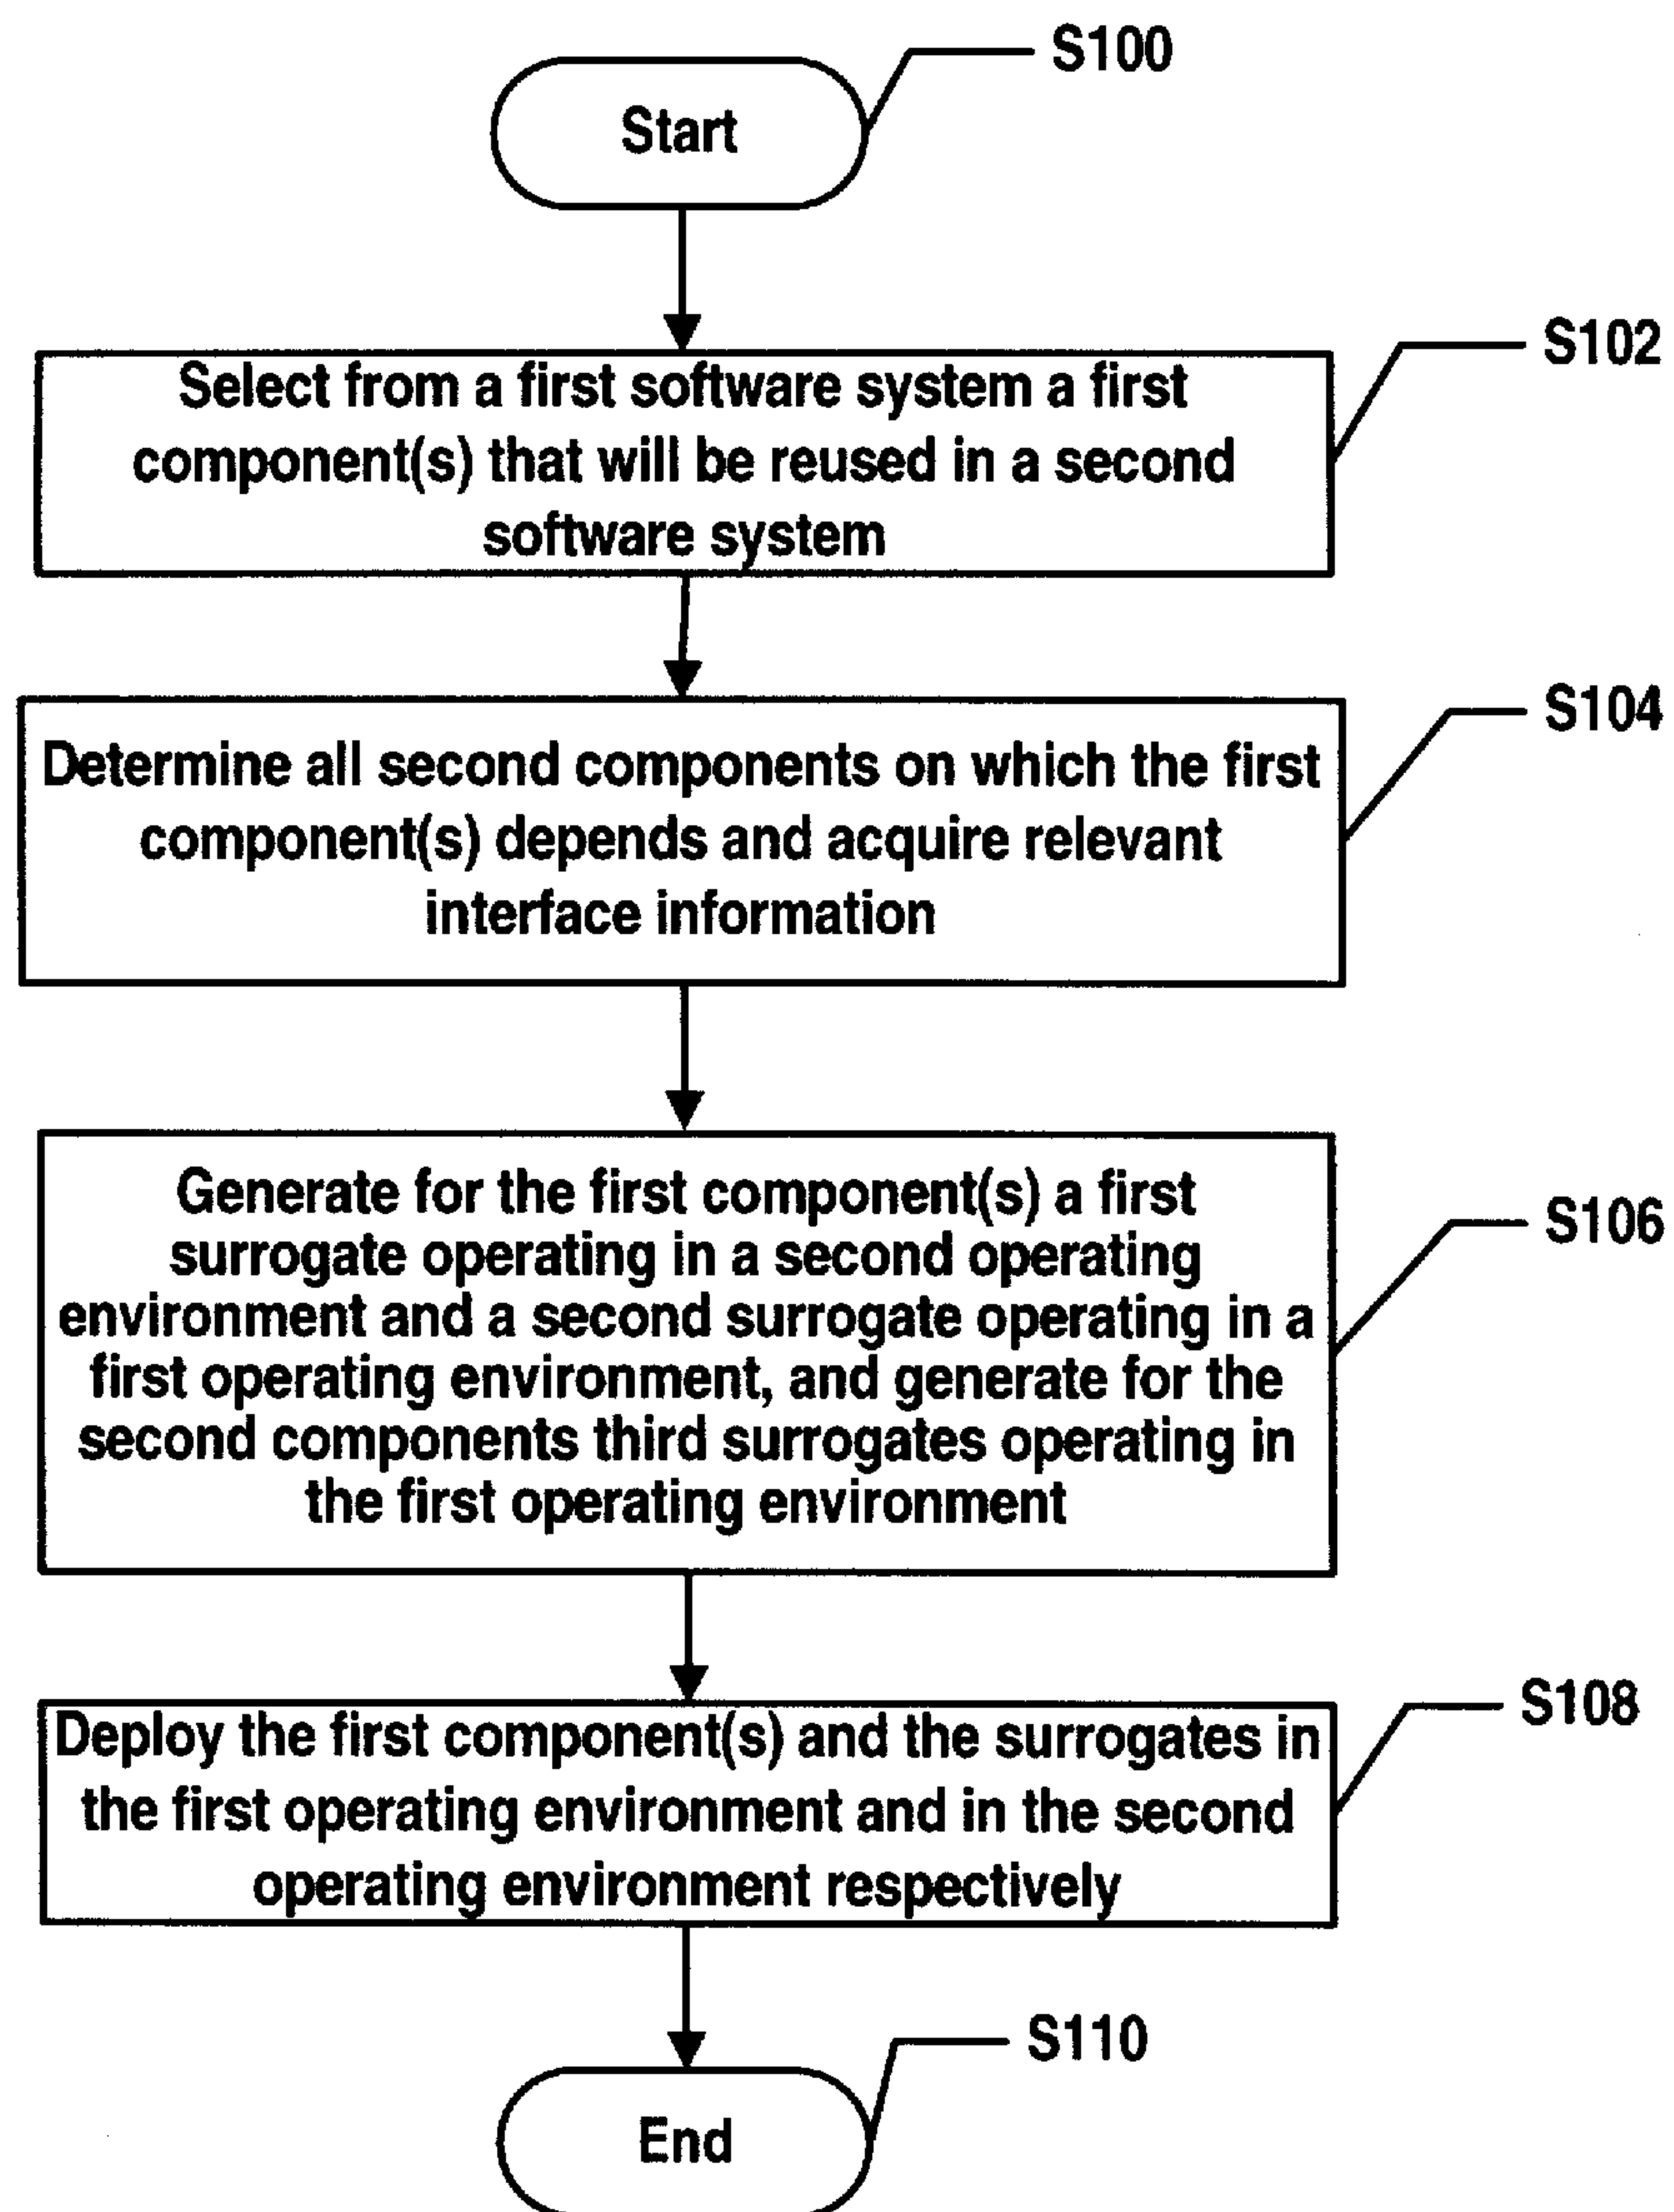 S100
Start
S102
Select from a first software system a first
component(s) that will be reused in a second
software system
S104
Determine all second components on which the first
component(s) depends and acquire relevant
interface information
S106
Generate for the first component(s) a first
surrogate operating in a second operating
environment and a second surrogate operating in a
first operating environment, and generate for the
second components third surrogates operating in
the first operating environment
S108
Deploy the first component(s) and the surrogates in
the first operating environment and in the second
operating environment respectively
S110
End